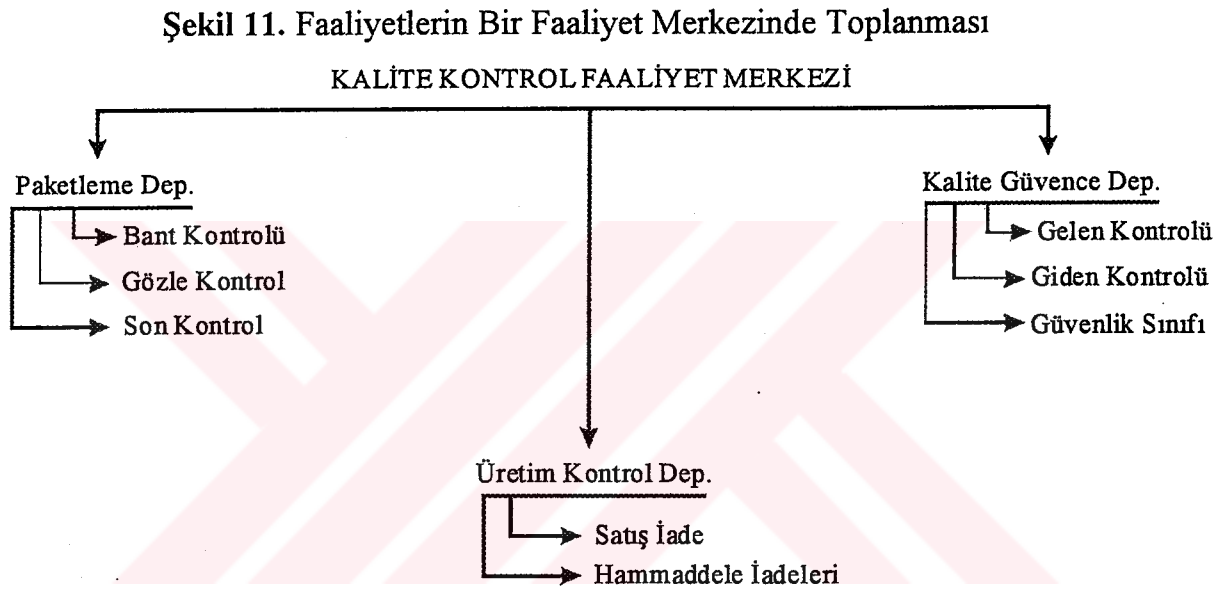 Şekil 11. Faaliyetlerin Bir Faaliyet Merkezinde Toplanması
KALİTE KONTROL FAALİYET MERKEZİ
Paketleme Dep.
Bant Kontrolü
Gözle Kontrol
Son Kontrol
Kalite Güvence Dep.
Gelen Kontrolü
Giden Kontrolü
Güvenlik Sınıfı
Üretim Kontrol Dep.
Satış İade
Hammaddele İadeleri